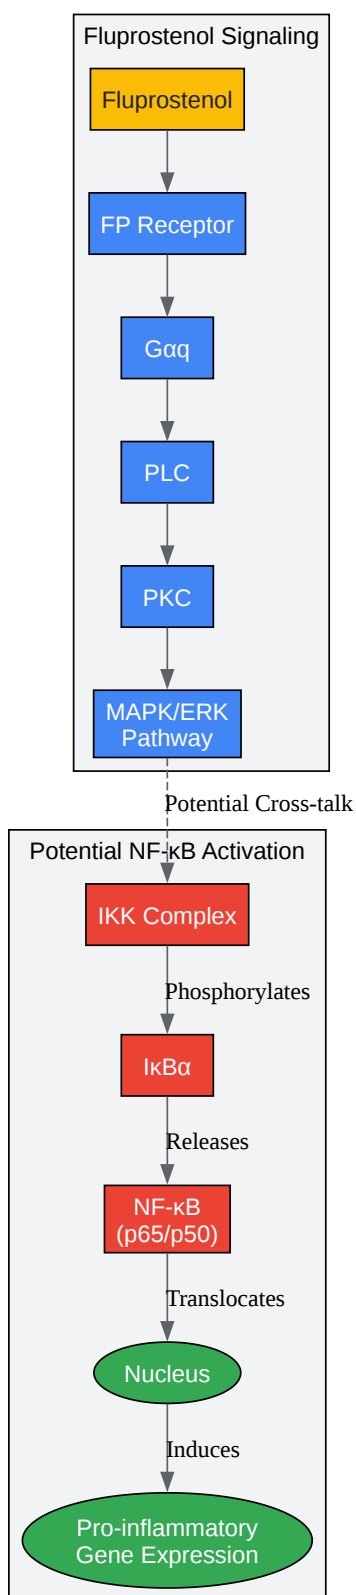 Fluprostenol Signaling
Fluprostenol
FP Receptor
Gαq
PLC
PKC
MAPK/ERK
Pathway
Potential Cross-talk
Potential NF-κB Activation
IKK Complex
Phosphorylates
IκBα
Releases
NF-κB
(p65/p50)
Translocates
Nucleus
Induces
Pro-inflammatory
Gene Expression